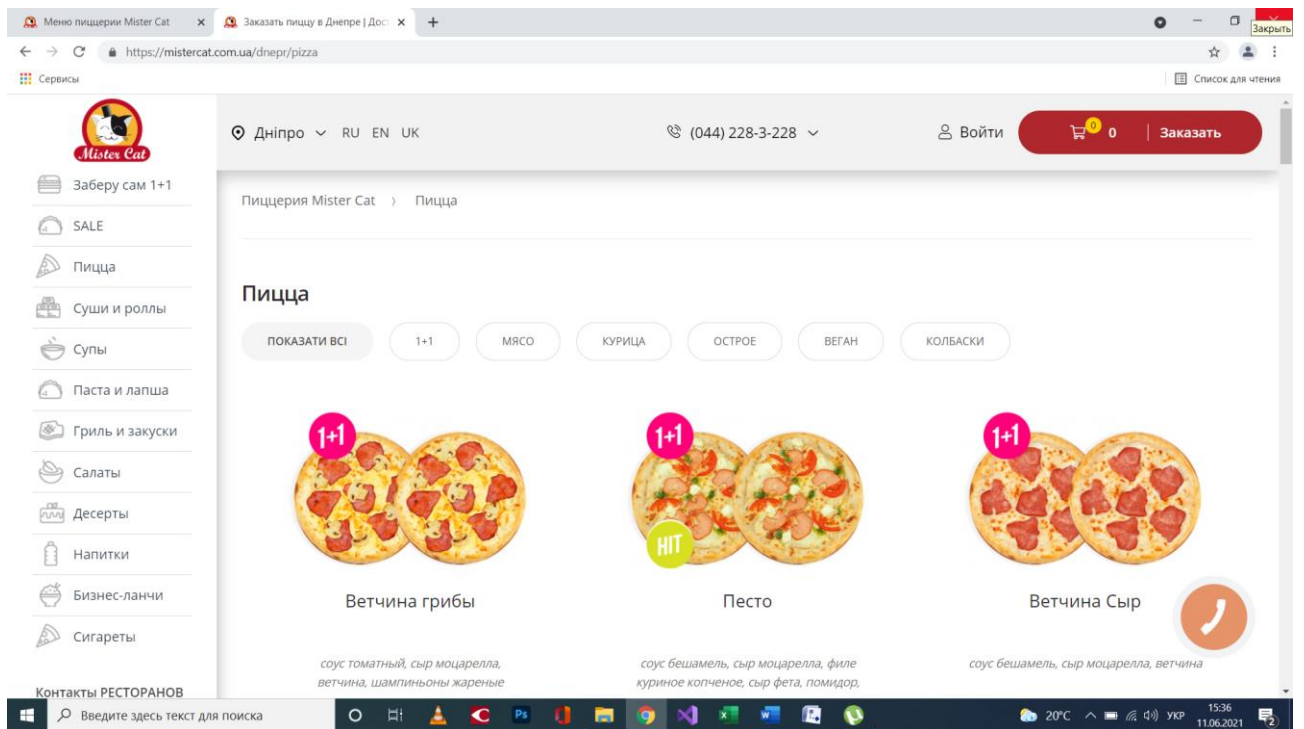 Меню пиццерии Mister Cat
Заказать пиццу в Днепре | Дост
Закрыть
https://mistercat.com.ua/dnepr/pizza
Сервисы
Список для чтения
Mister Cat
Дніпро RU EN UK
(044) 228-3-228
Войти
0
0 | Заказать
Заберу сам 1+1
SALE
Пицца
Суши и роллы
Супы
Паста и лапша
Гриль и закуски
Салаты
Десерты
Напитки
Бизнес-ланчи
Сигареты
Контакты РЕСТОРАНОВ
Пиццерия Mister Cat › Пицца
Пицца
ПОКАЗАТИ ВСІ 1+1 МЯСО КУРИЦА ОСТРОЕ ВЕГАН КОЛБАСКИ
1+1
Ветчина грибы
соус томатный, сыр моцарелла,
ветчина, шампиньоны жареные
1+1
HIT
Песто
соус бешамель, сыр моцарелла, филе
куриное копченое, сыр фета, помидор,
1+1
Ветчина Сыр
соус бешамель, сыр моцарелла, ветчина
Введите здесь текст для поиска
Ps
20°C
УКР
15:36
11.06.2021
2